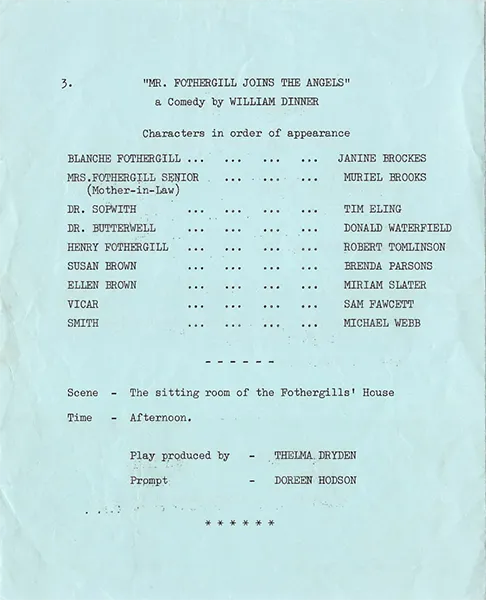 3. "MR. FOTHERGILL JOINS THE ANGELS"
a Comedy by WILLIAM DINNER
Characters in order of appearance
BLANCHE FOTHERGILL ... ... ... ... JANINE BROCKES
MRS.FOTHERGILL SENIOR ... ... ... MURIEL BROOKS
(Mother-in-Law)
DR. SOPWITH ... ... ... ... TIM ELING
DR. BUTTERWELL ... ... ... ... DONALD WATERFIELD
HENRY FOTHERGILL ... ... ... ... ROBERT TOMLINSON
SUSAN BROWN ... ... ... ... BRENDA PARSONS
ELLEN BROWN ... ... ... ... MIRIAM SLATER
VICAR ... ... ... ... SAM FAWCETT
SMITH ... ... ... ... MICHAEL WEBB
- - - - - -
Scene - The sitting room of the Fothergills' House
Time - Afternoon.
Play produced by - THELMA DRYDEN
Prompt - DOREEN HODSON
* * * * * *